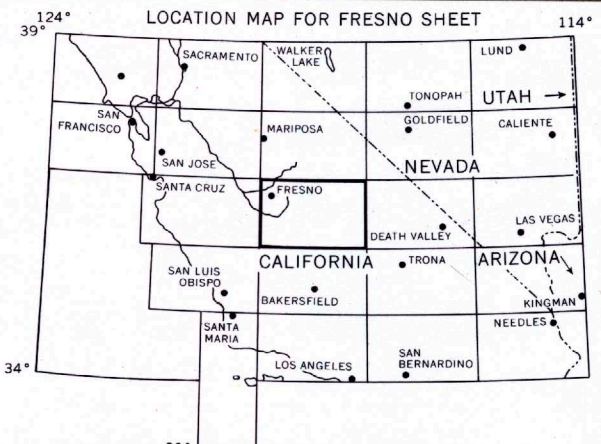 LOCATION MAP FOR FRESNO SHEET
124°
114°
39°
SACRAMENTO
WALKER
LAKE
LUND
TONOPAH
UTAH
SAN
FRANCISCO
MARIPOSA
GOLDFIELD
CALIENTE
SAN JOSE
NEVADA
SANTA CRUZ
FRESNO
DEATH VALLEY
LAS VEGAS
CALIFORNIA
TRONA
ARIZONA
SAN LUIS
OBISPO
BAKERSFIELD
KINGMAN
SANTA
MARIA
NEEDLES
34°
LOS ANGELES
SAN
BERNARDINO